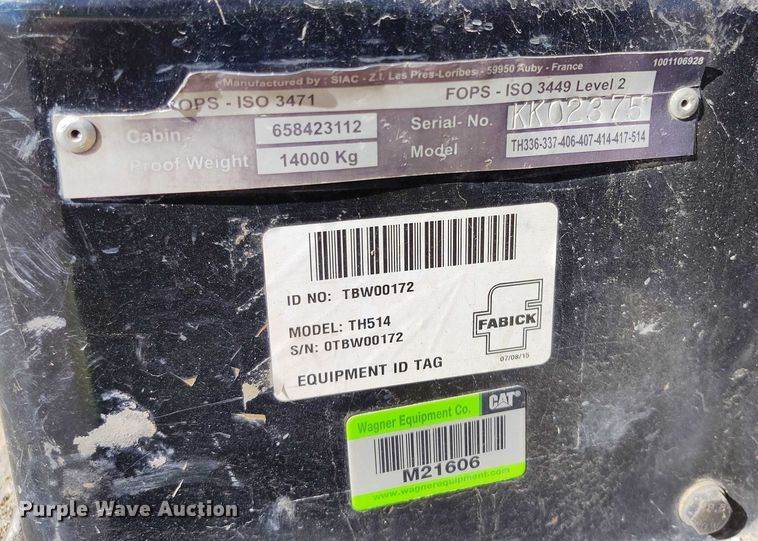 Manufactured by : SIAC - Z.I. Les Pres-Loribes - 59950 Auby - France
1001106928
ROPS - ISO 3471
FOPS - ISO 3449 Level 2
Cabin
658423112
Serial- No.
KK02375
Proof Weight
14000 Kg
Model
TH336-337-406-407-414-417-514
ID NO: TBW00172
MODEL: TH514
S/N: 0TBW00172
EQUIPMENT ID TAG
FABICK
07/08/15
Wagner Equipment Co.
CAT
M21606
www.wagnerequipment.com
8.8
Purple Wave Auction